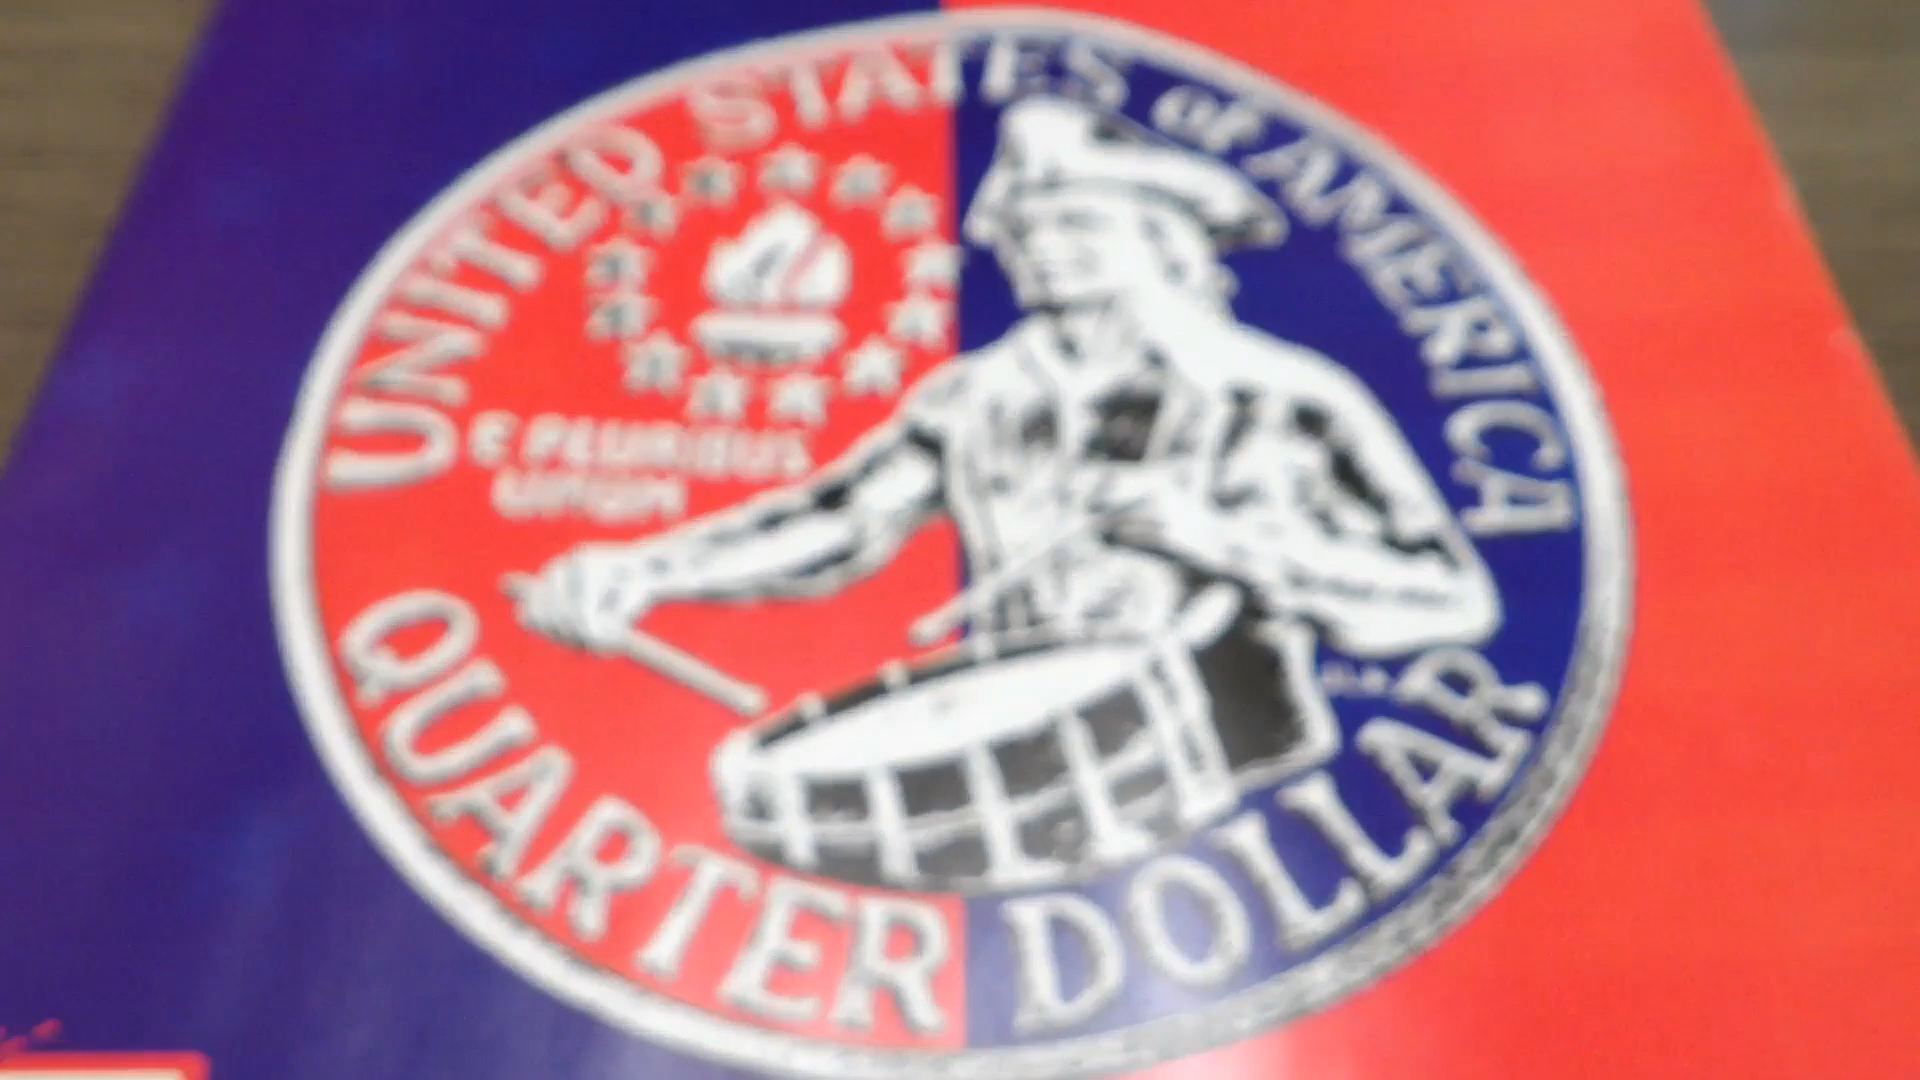 UNITED STATES of AMERICA
E PLURIBUS
UNUM
QUARTER DOLLAR